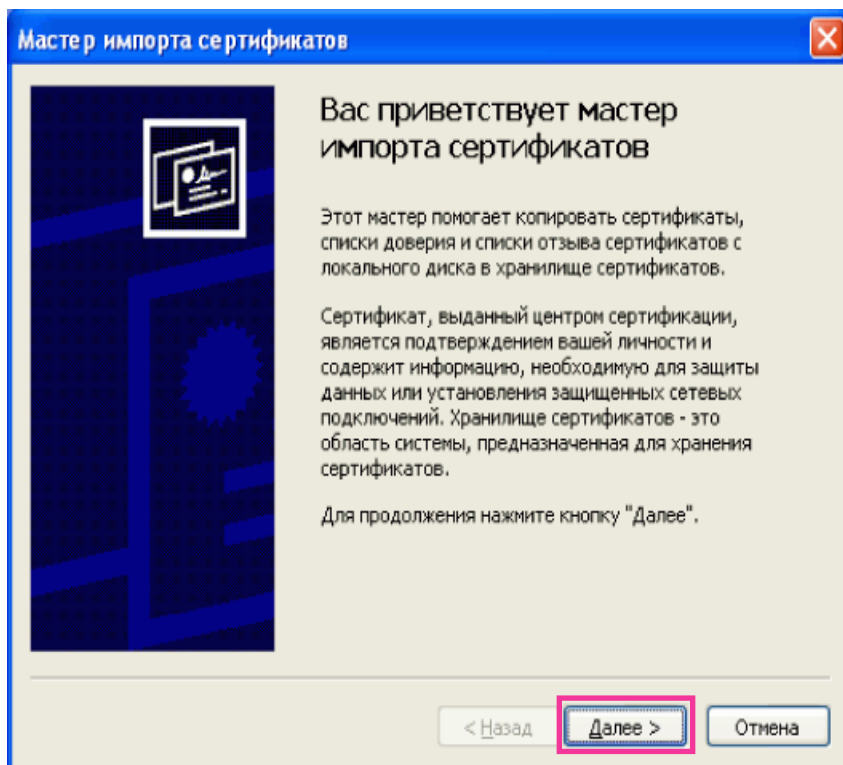 Мастер импорта сертификатов
Вас приветствует мастер
импорта сертификатов
Этот мастер помогает копировать сертификаты,
списки доверия и списки отзыва сертификатов с
локального диска в хранилище сертификатов.
Сертификат, выданный центром сертификации,
является подтверждением вашей личности и
содержит информацию, необходимую для защиты
данных или установления защищенных сетевых
подключений. Хранилище сертификатов - это
область системы, предназначенная для хранения
сертификатов.
Для продолжения нажмите кнопку "Далее".
< Назад Далее > Отмена